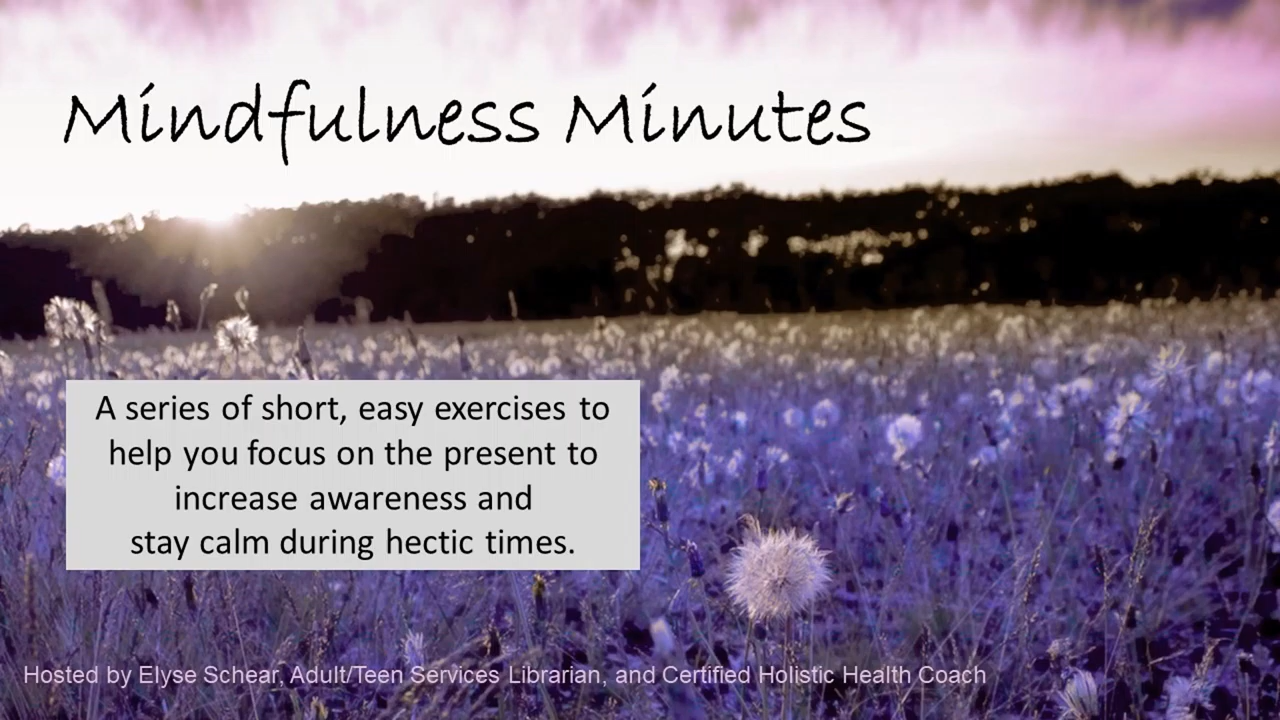 Mindfulness Minutes
A series of short, easy exercises to
help you focus on the present to
increase awareness and
stay calm during hectic times.
Hosted by Elyse Schear, Adult/Teen Services Librarian, and Certified Holistic Health Coach